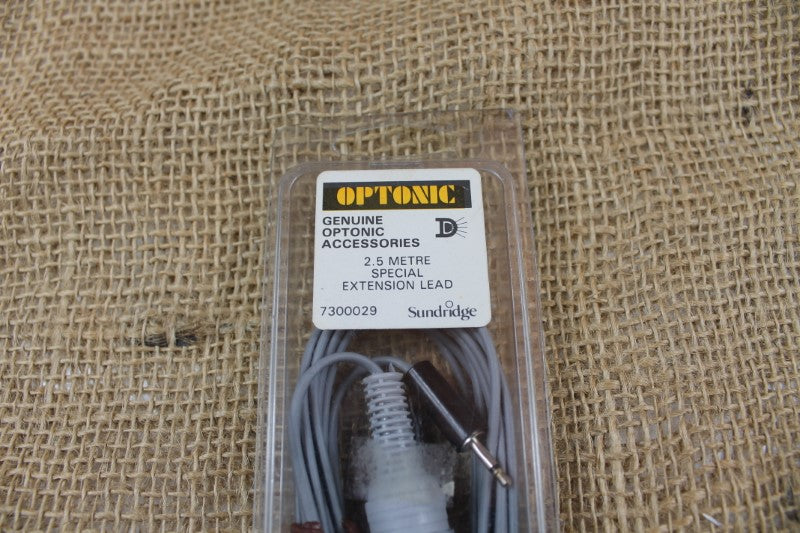 OPTONIC
GENUINE
OPTONIC
ACCESSORIES
2.5 METRE
SPECIAL
EXTENSION LEAD
7300029 Sundridge